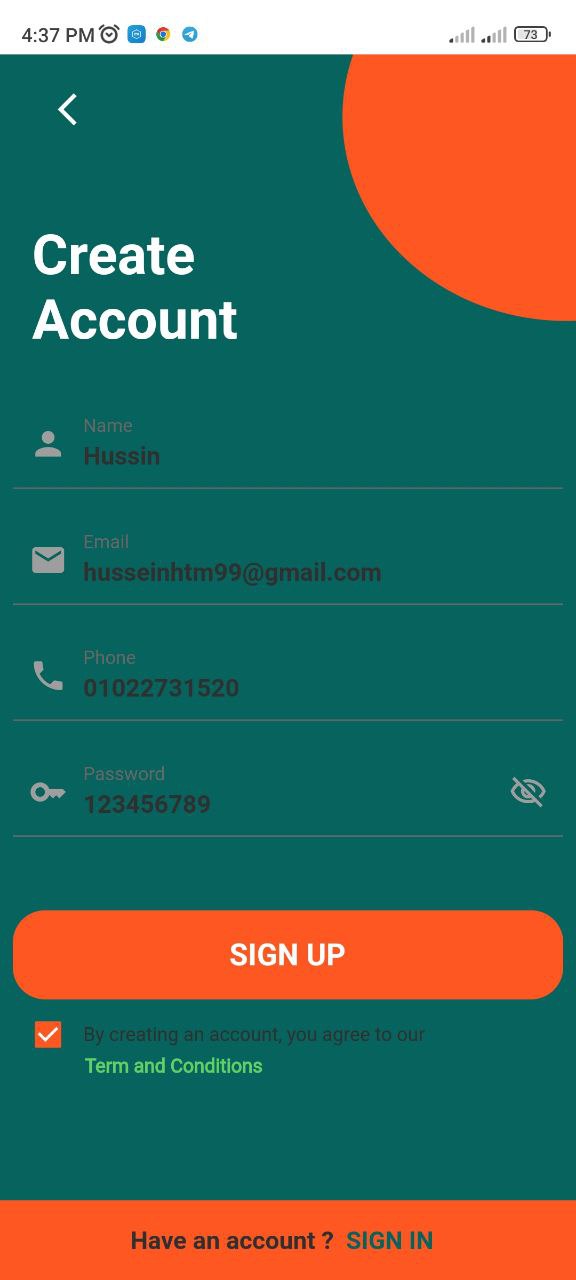 4:37 PM
73
Create
Account
Name
Hussin
Email
husseinhtm99@gmail.com
Phone
01022731520
Password
123456789
SIGN UP
By creating an account, you agree to our
Term and Conditions
Have an account ? SIGN IN